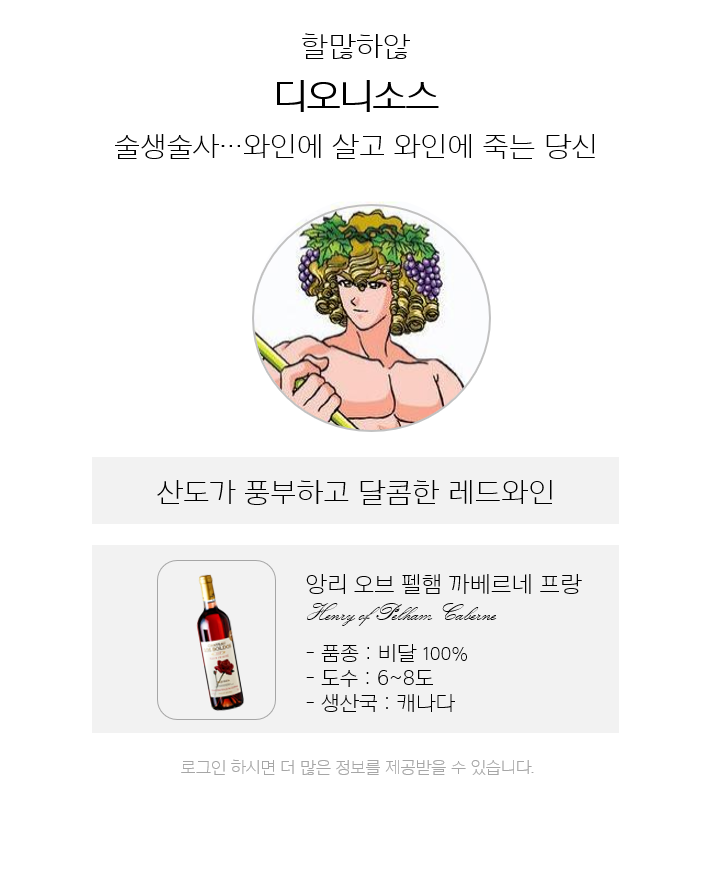 할많하않
디오니소스
술생술사…와인에 살고 와인에 죽는 당신
산도가 풍부하고 달콤한 레드와인
앙리 오브 펠햄 까베르네 프랑
Henry of Pelham Caberne
- 품종 : 비달 100%
- 도수 : 6~8도
- 생산국 : 캐나다
로그인 하시면 더 많은 정보를 제공받을 수 있습니다.